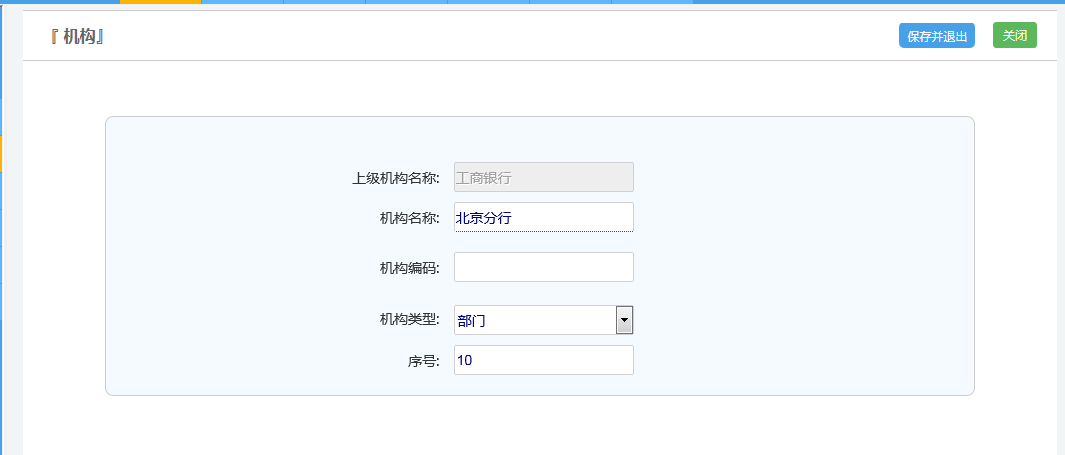 『 机构』
保存并退出
关闭
上级机构名称:
工商银行
机构名称:
北京分行
机构编码:
机构类型:
部门
序号:
10